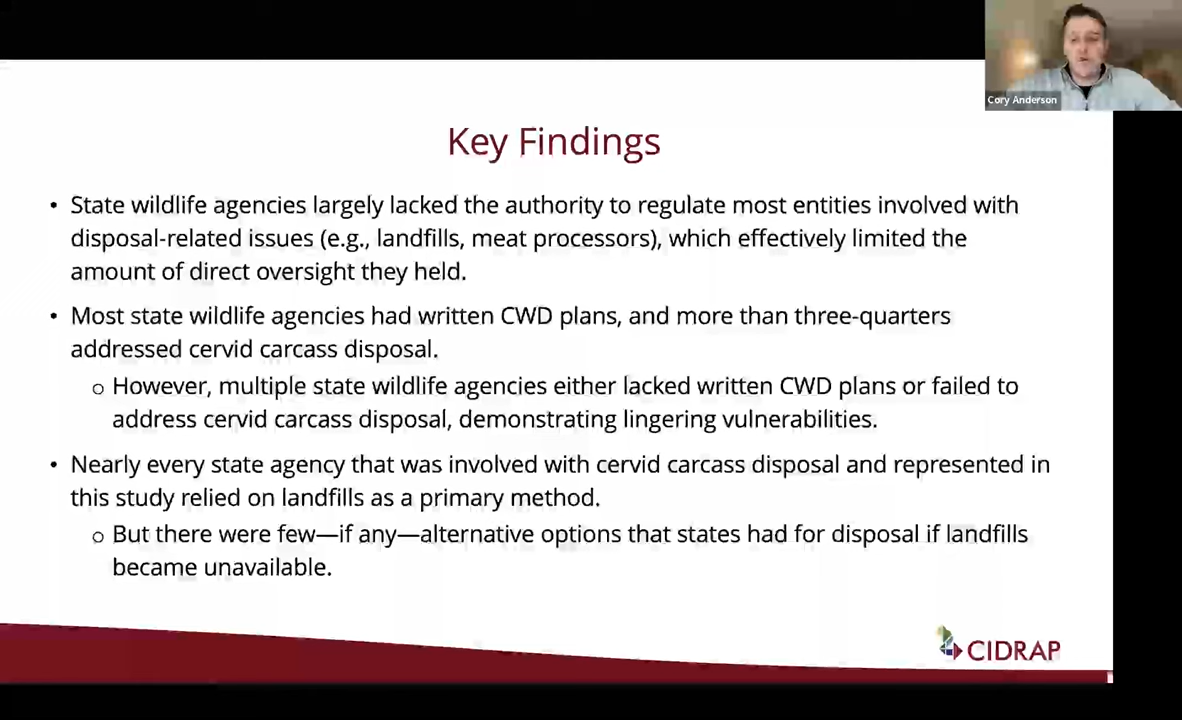 Cory Anderson
Key Findings
• State wildlife agencies largely lacked the authority to regulate most entities involved with
disposal-related issues (e.g., landfills, meat processors), which effectively limited the
amount of direct oversight they held.
• Most state wildlife agencies had written CWD plans, and more than three-quarters
addressed cervid carcass disposal.
o However, multiple state wildlife agencies either lacked written CWD plans or failed to
address cervid carcass disposal, demonstrating lingering vulnerabilities.
• Nearly every state agency that was involved with cervid carcass disposal and represented in
this study relied on landfills as a primary method.
o But there were few—if any—alternative options that states had for disposal if landfills
became unavailable.
CIDRAP